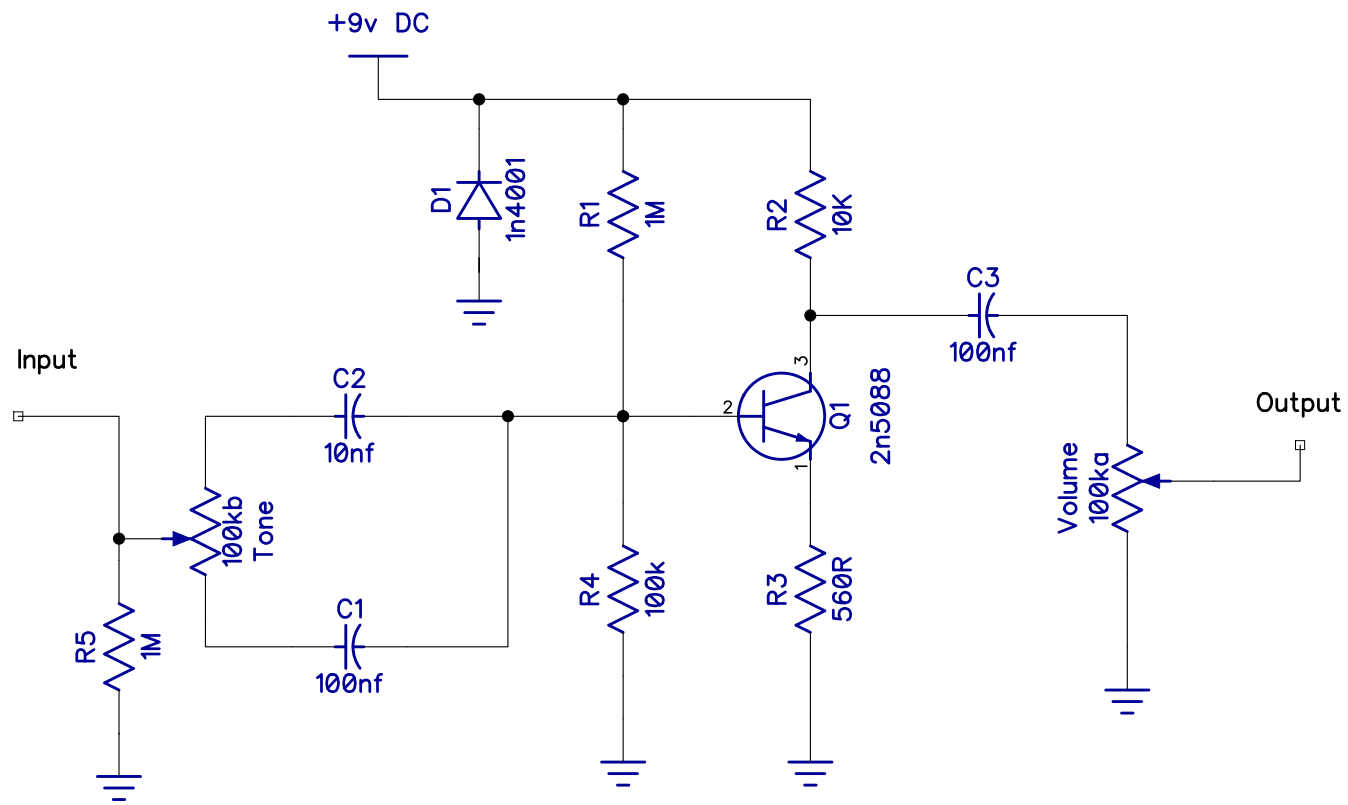 +9v DC
D1
1n4001
R1
1M
R2
10K
C3
100nf
Input
C2
10nf
2
3
1
Q1
2n5088
Output
Volume
100ka
100kb
Tone
C1
100nf
R4
100k
R3
560R
R5
1M